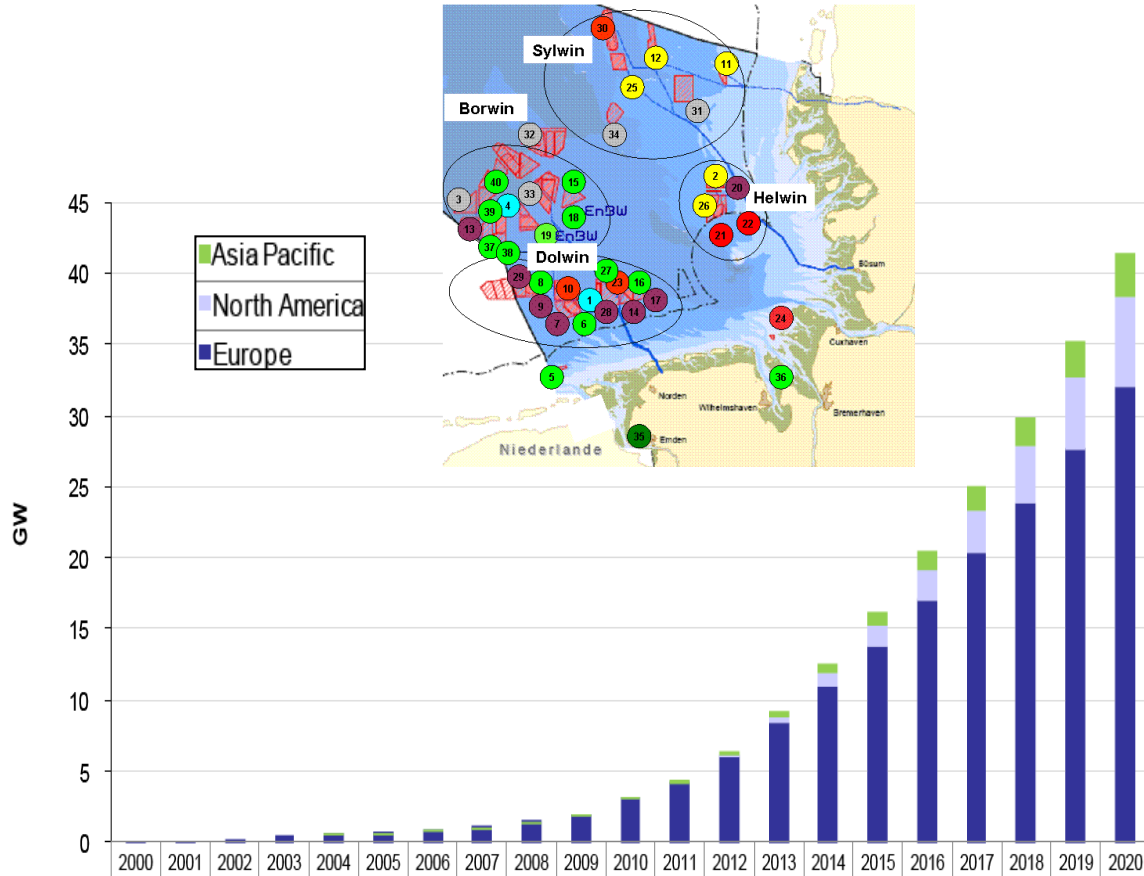 30
Sylwin
12
11
25
Borwin
31
32
34
40
15
2
20
3
33
4
Helwin
39
18
EnBW
26
22
13
19
EnBW
21
37
38
Dolwin
Büsum
29
8
27
10
23
16
9
1
17
28
14
7
6
24
Cuxhaven
5
36
Norden
Wilhelmshaven
Bremerhaven
35
Emden
Niederlande
Asia Pacific
North America
Europe
GW
45
40
35
30
25
20
15
10
5
0
2000 2001 2002 2003 2004 2005 2006 2007 2008 2009 2010 2011 2012 2013 2014 2015 2016 2017 2018 2019 2020